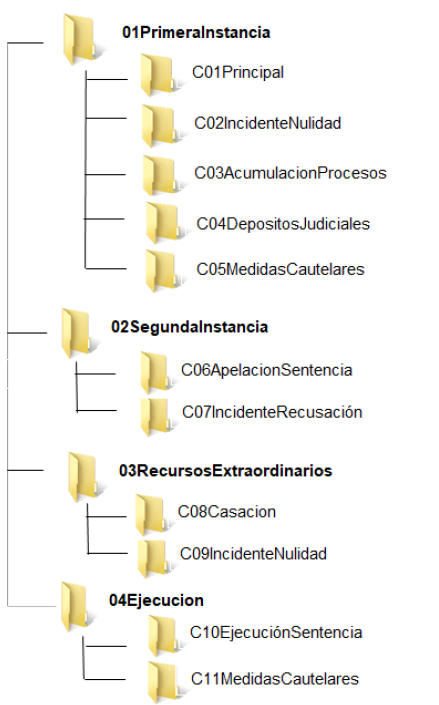 01PrimeraInstancia
C01Principal
C02IncidenteNulidad
C03AcumulacionProcesos
C04DepositosJudiciales
C05MedidasCautelares
02SegundaInstancia
C06ApelacionSentencia
C07IncidenteRecusación
03RecursosExtraordinarios
C08Casacion
C09IncidenteNulidad
04Ejecucion
C10EjecuciónSentencia
C11MedidasCautelares